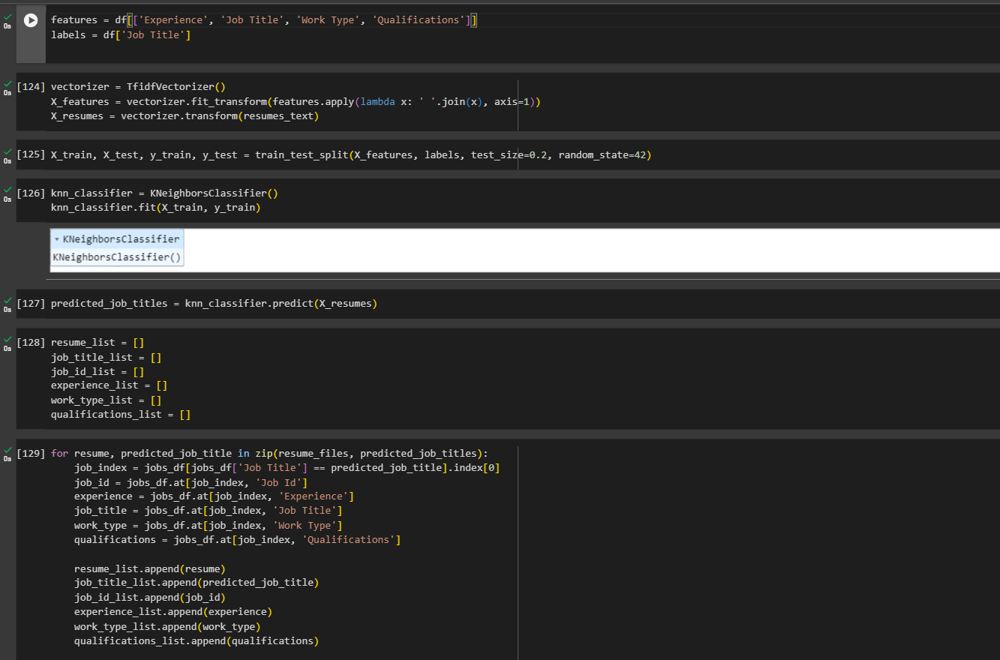 0s
features = df[['Experience', 'Job Title', 'Work Type', 'Qualifications']]
labels = df['Job Title']
0s
[124] vectorizer = TfidfVectorizer()
X_features = vectorizer.fit_transform(features.apply(lambda x: ' '.join(x), axis=1))
X_resumes = vectorizer.transform(resumes_text)
0s
[125] X_train, X_test, y_train, y_test = train_test_split(X_features, labels, test_size=0.2, random_state=42)
0s
[126] knn_classifier = KNeighborsClassifier()
knn_classifier.fit(X_train, y_train)
KNeighborsClassifier
KNeighborsClassifier()
0s
[127] predicted_job_titles = knn_classifier.predict(X_resumes)
0s
[128] resume_list = []
job_title_list = []
job_id_list = []
experience_list = []
work_type_list = []
qualifications_list = []
0s
[129] for resume, predicted_job_title in zip(resume_files, predicted_job_titles):
    job_index = jobs_df[jobs_df['Job Title'] == predicted_job_title].index[0]
    job_id = jobs_df.at[job_index, 'Job Id']
    experience = jobs_df.at[job_index, 'Experience']
    job_title = jobs_df.at[job_index, 'Job Title']
    work_type = jobs_df.at[job_index, 'Work Type']
    qualifications = jobs_df.at[job_index, 'Qualifications']
    resume_list.append(resume)
    job_title_list.append(predicted_job_title)
    job_id_list.append(job_id)
    experience_list.append(experience)
    work_type_list.append(work_type)
    qualifications_list.append(qualifications)